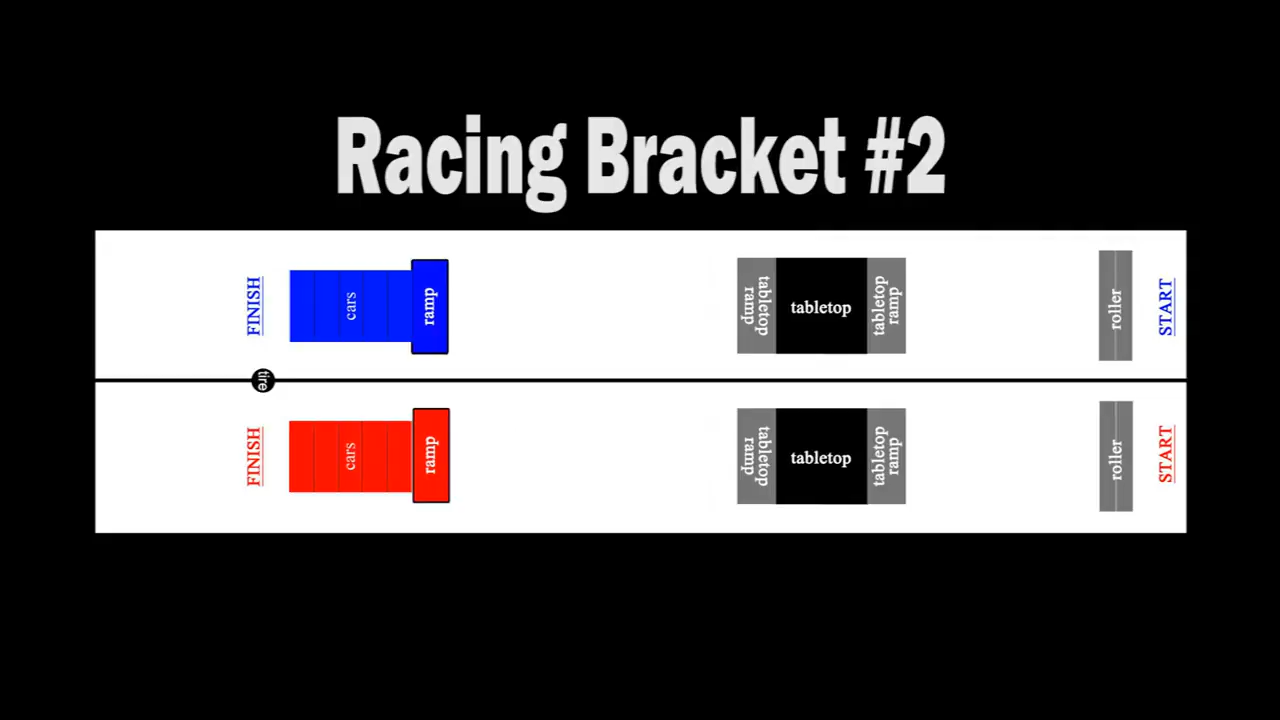 Racing Bracket #2
FINISH
cars
ramp
tabletop
ramp
tabletop
tabletop
ramp
roller
START
tire
FINISH
cars
ramp
tabletop
ramp
tabletop
tabletop
ramp
roller
START